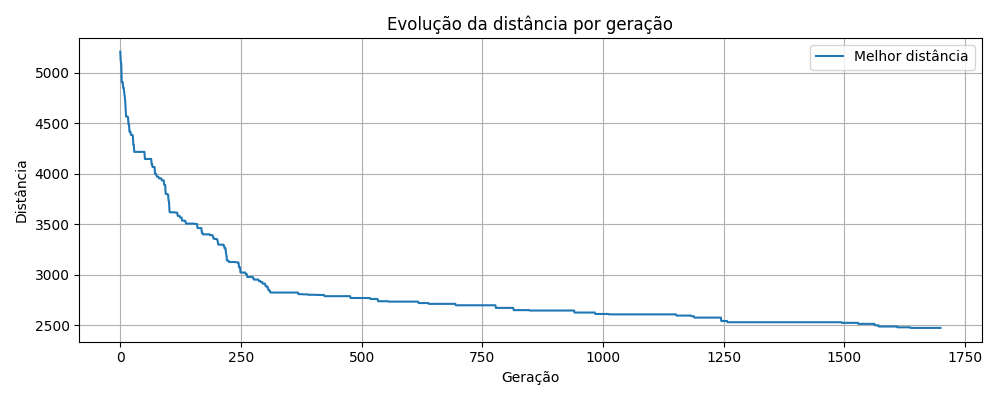 Evolução da distância por geração
Melhor distância
Distância
5000
4500
4000
3500
3000
2500
0 250 500 750 1000 1250 1500 1750
Geração